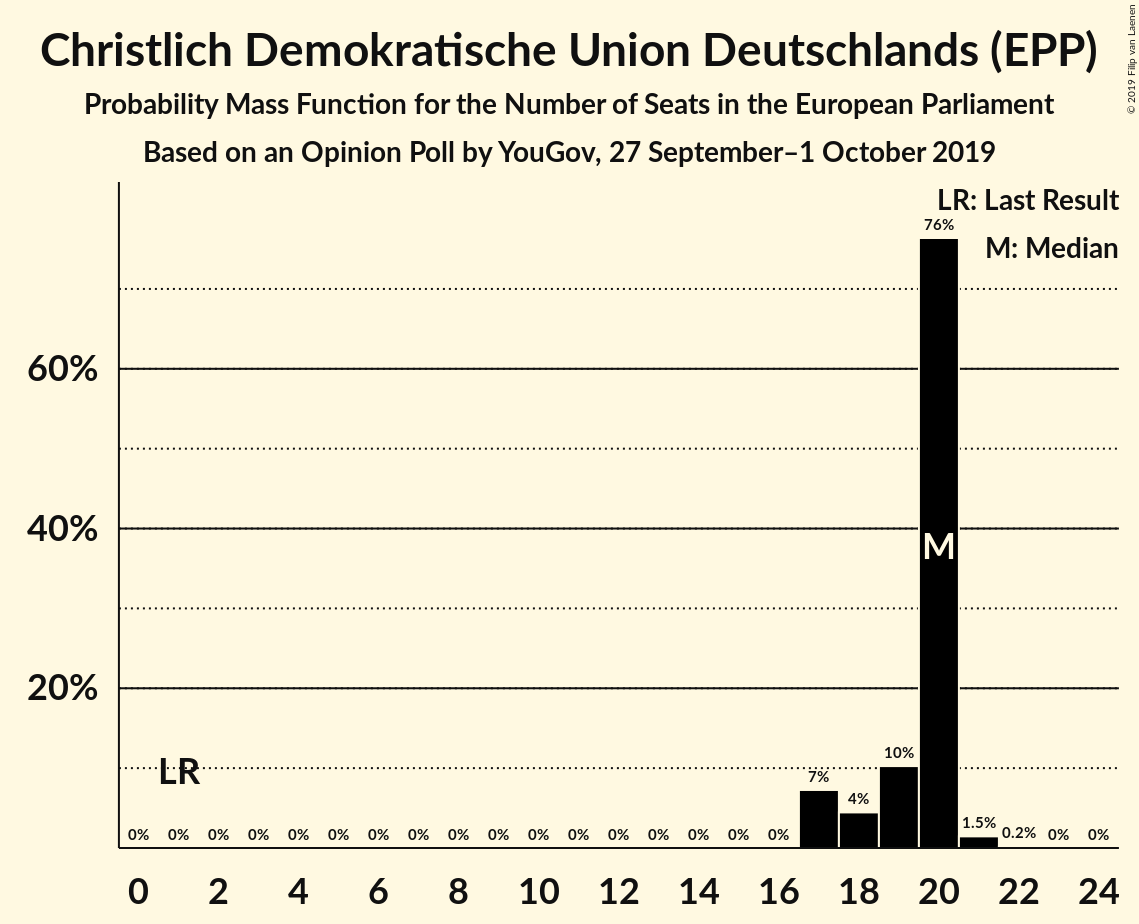 Christlich Demokratische Union Deutschlands (EPP)
Probability Mass Function for the Number of Seats in the European Parliament
Based on an Opinion Poll by YouGov, 27 September–1 October 2019
© 2019 Filip van Laenen
LR: Last Result
M: Median
76%
60%
40%
M
20%
LR
10%
7%
4%
1.5%
0.2%
0% 0% 0% 0% 0% 0% 0% 0% 0% 0% 0% 0% 0% 0% 0% 0% 0% 0% 0%
0 2 4 6 8 10 12 14 16 18 20 22 24